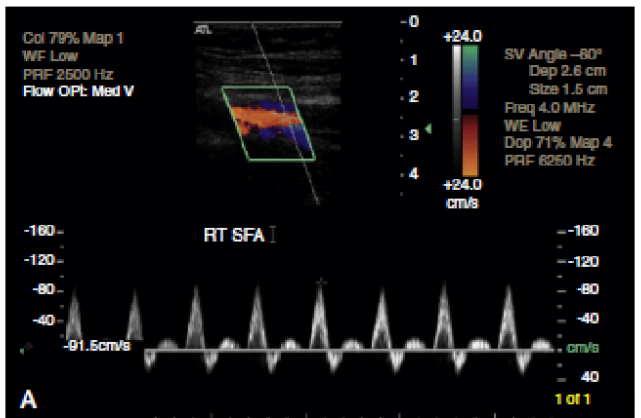 Col 79% Map 1
WF Low
PRF 2500 Hz
Flow OPt: Med V
ATL
0
1
2
3
4
+24.0
+24.0
cm/s
SV Angle –60°
Dep 2.6 cm
Size 1.5 cm
Freq 4.0 MHz
WE Low
Dop 71% Map 4
PRF 6250 Hz
RT SFA
-160
-120
-80
-40
-91.5cm/s
-160
-120
-80
-40
cm/s
40
A
1 of 1